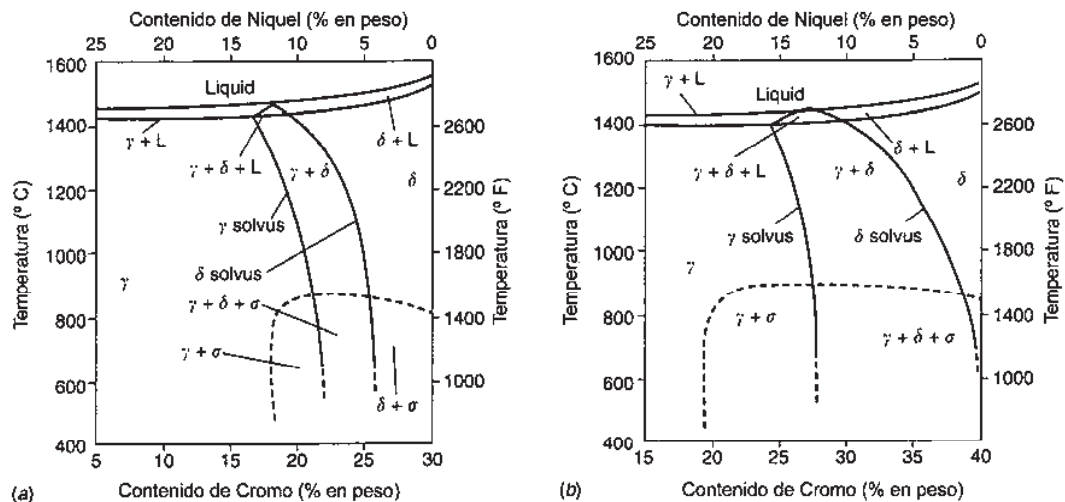 Contenido de Niquel (% en peso)
25 20 15 10 5 0
1600
1400
1200
1000
800
600
400
Temperatura (º C)
Liquid
γ + L
δ + L
γ + δ + L
γ + δ
δ
γ solvus
δ solvus
γ
γ + δ + σ
γ + σ
δ + σ
2600
2200
1800
1400
1000
Temperatura (º F)
5 10 15 20 25 30
(a) Contenido de Cromo (% en peso)
Contenido de Niquel (% en peso)
25 20 15 10 5 0
1600
1400
1200
1000
800
600
400
Temperatura (º C)
γ + L
Liquid
δ + L
γ + δ + L
γ + δ
δ
γ solvus
δ solvus
γ
γ + σ
γ + δ + σ
2600
2200
1800
1400
1000
Temperatura (º F)
15 20 25 30 35 40
(b) Contenido de Cromo (% en peso)